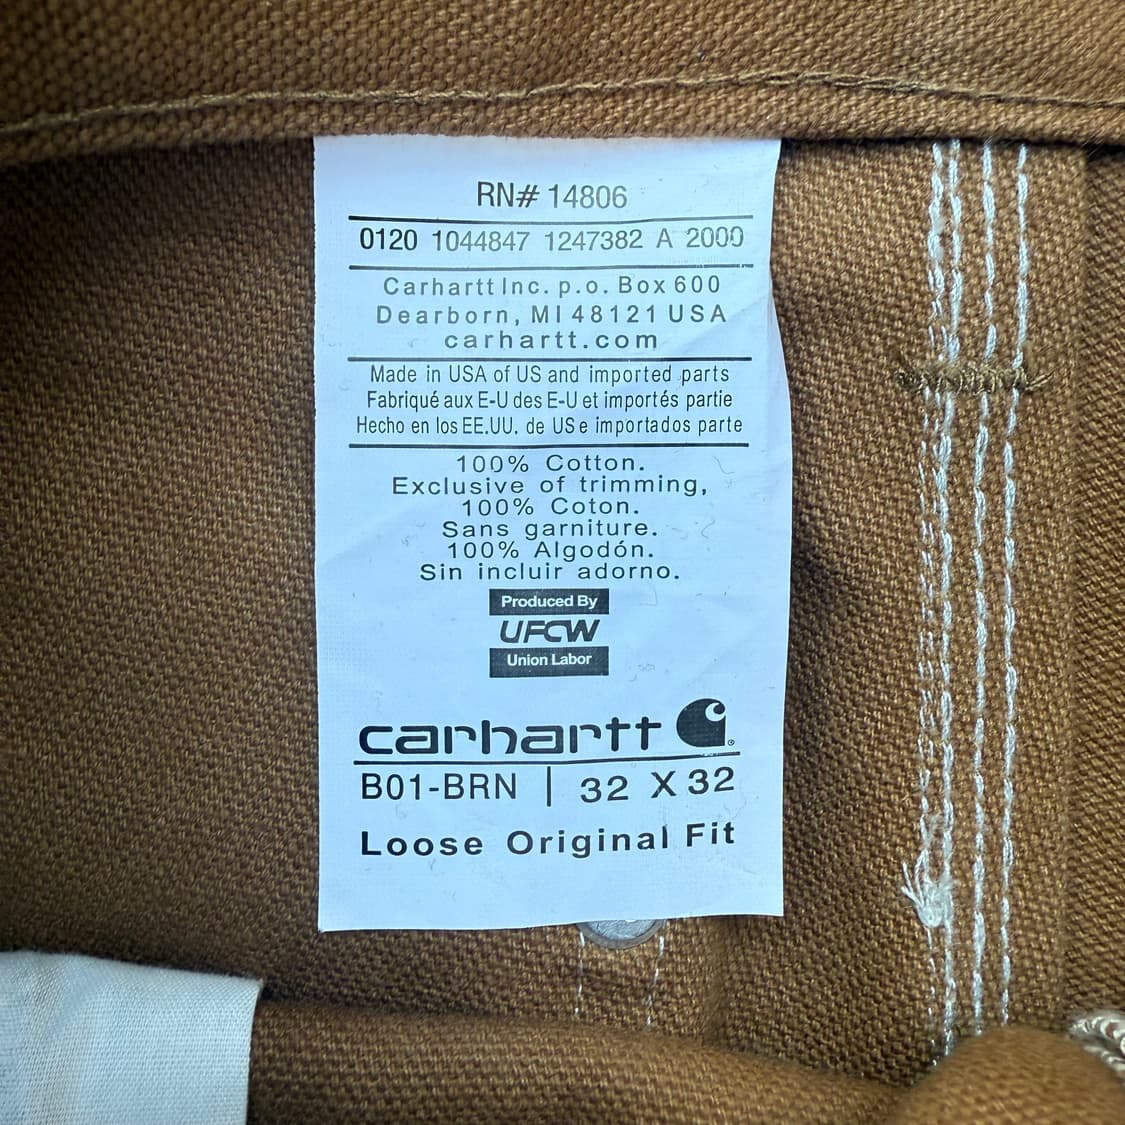 RN# 14806
0120 1044847 1247382 A 2000
Carhartt Inc. p.o. Box 600
Dearborn, MI 48121 USA
carhartt.com
Made in USA of US and imported parts
Fabriqué aux E-U des E-U et importés partie
Hecho en los EE.UU. de US e importados parte
100% Cotton.
Exclusive of trimming,
100% Coton.
Sans garniture.
100% Algodón.
Sin incluir adorno.
Produced By
UFCW
Union Labor
carhartt ®
B01-BRN | 32 X 32
Loose Original Fit